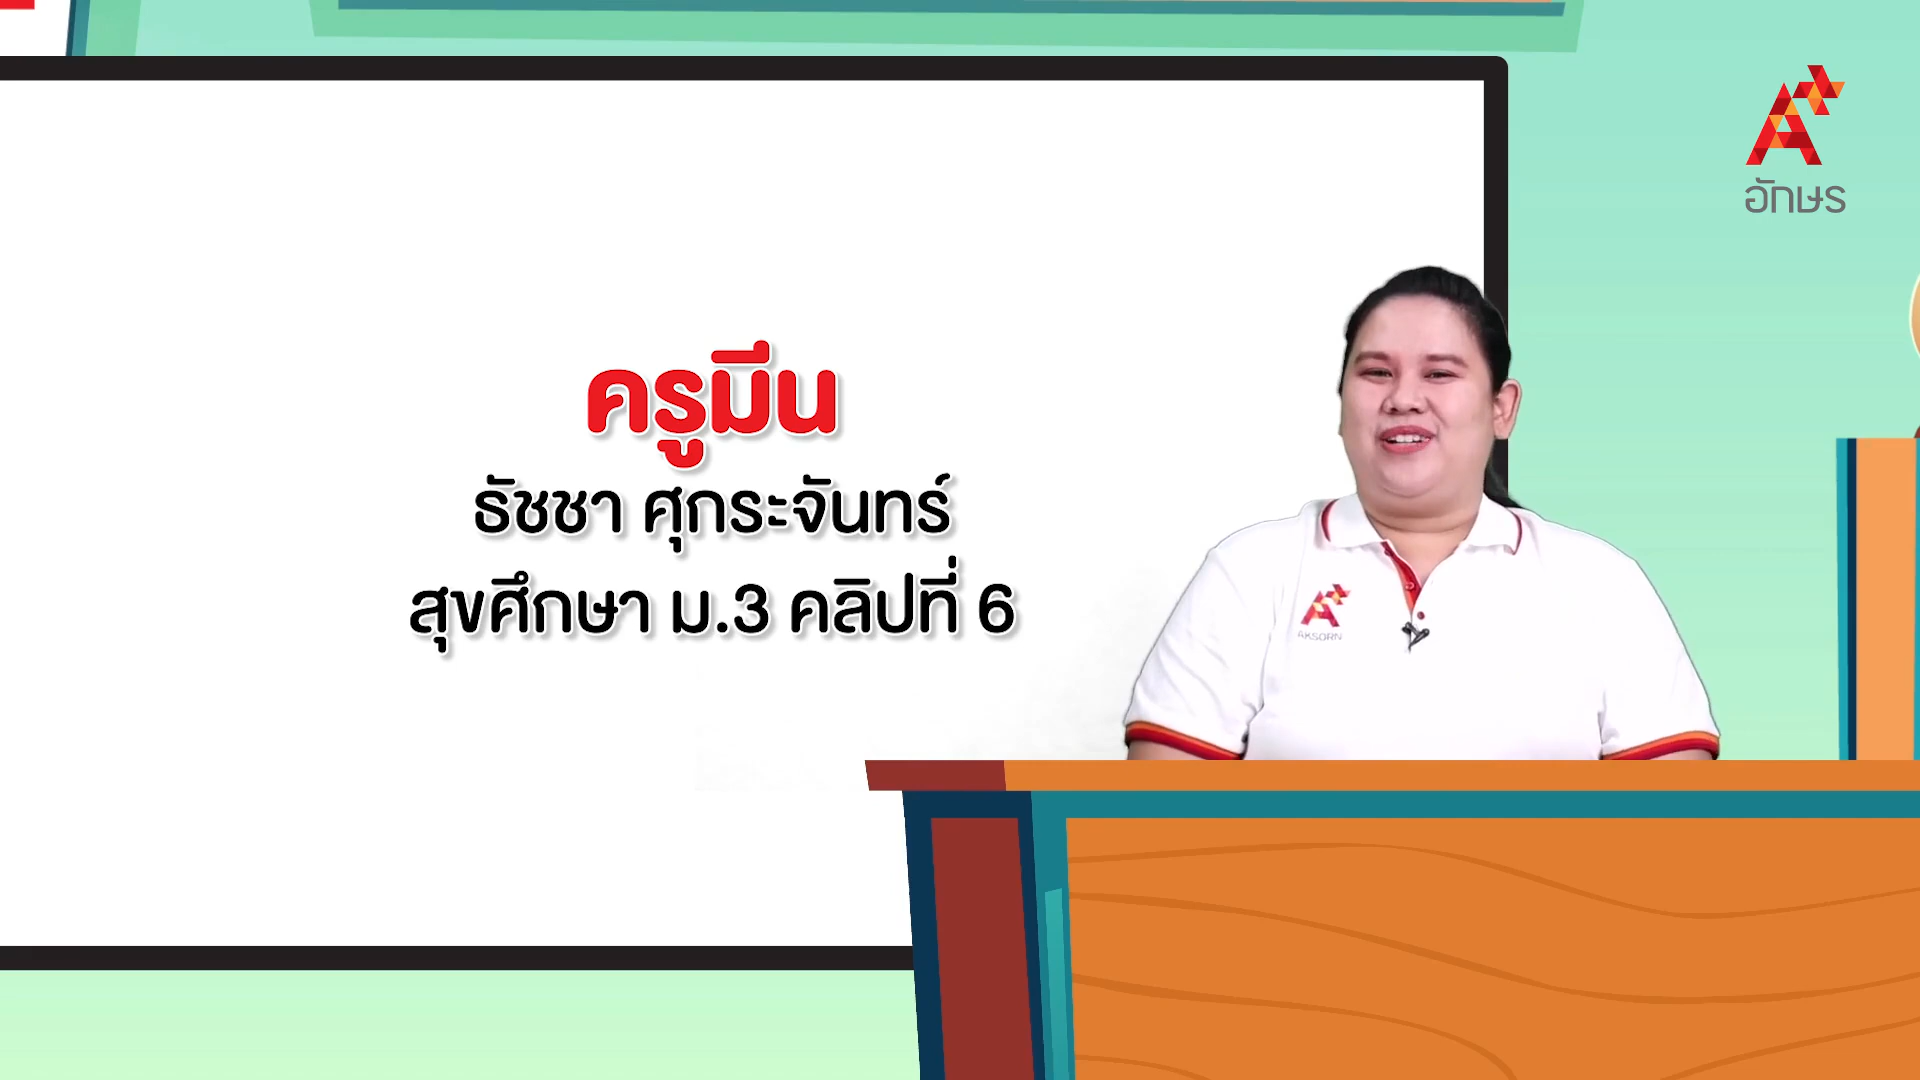 อักษร
ครูมีน
ธัชชา ศุกระจันทร์
สุขศึกษา ม.3 คลิปที่ 6
AKSORN